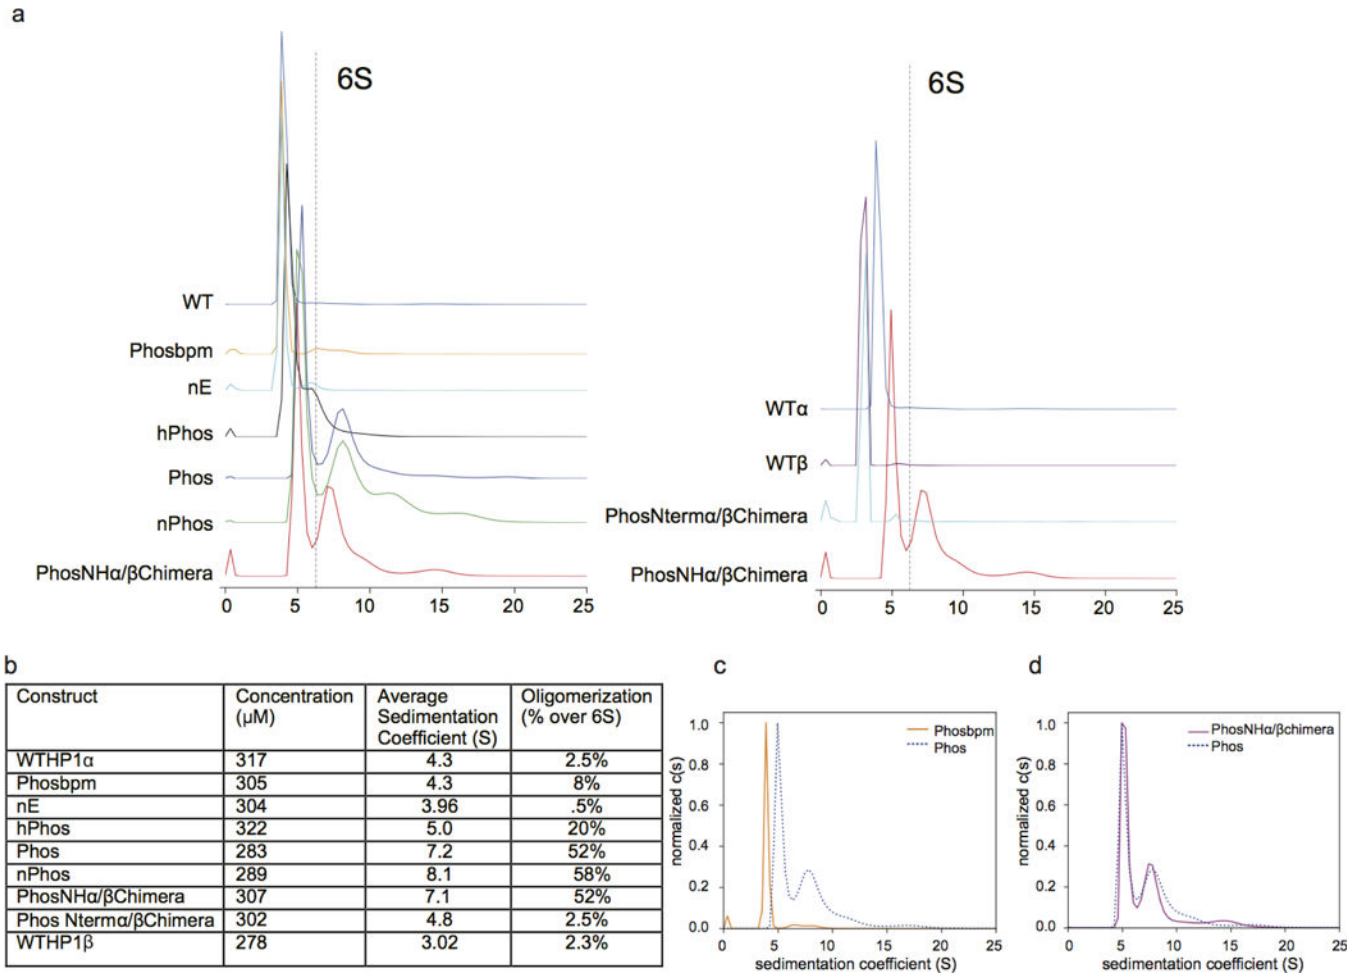 a
6S
WT
Phosbpm
nE
hPhos
Phos
nPhos
PhosNHα/βChimera
0 5 10 15 20 25
6S
WTα
WTβ
PhosNtermα/βChimera
PhosNHα/βChimera
0 5 10 15 20 25
b
Construct Concentration (µM) Average Sedimentation Coefficient (S) Oligomerization (% over 6S)
WTHP1α 317 4.3 2.5%
Phosbpm 305 4.3 8%
nE 304 3.96 .5%
hPhos 322 5.0 20%
Phos 283 7.2 52%
nPhos 289 8.1 58%
PhosNHα/βChimera 307 7.1 52%
Phos Ntermα/βChimera 302 4.8 2.5%
WTHP1β 278 3.02 2.3%
c
Phosbpm
Phos
normalized c(s)
1.0
0.8
0.6
0.4
0.2
0.0
0 5 10 15 20 25
sedimentation coefficient (S)
d
PhosNHα/βchimera
Phos
normalized c(s)
1.0
0.8
0.6
0.4
0.2
0.0
0 5 10 15 20 25
sedimentation coefficient (S)